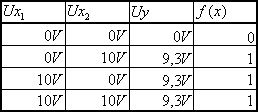 Ux₁ Ux₂ Uy f(x)
0V 0V 0V 0
0V 10V 9,3V 1
10V 0V 9,3V 1
10V 10V 9,3V 1